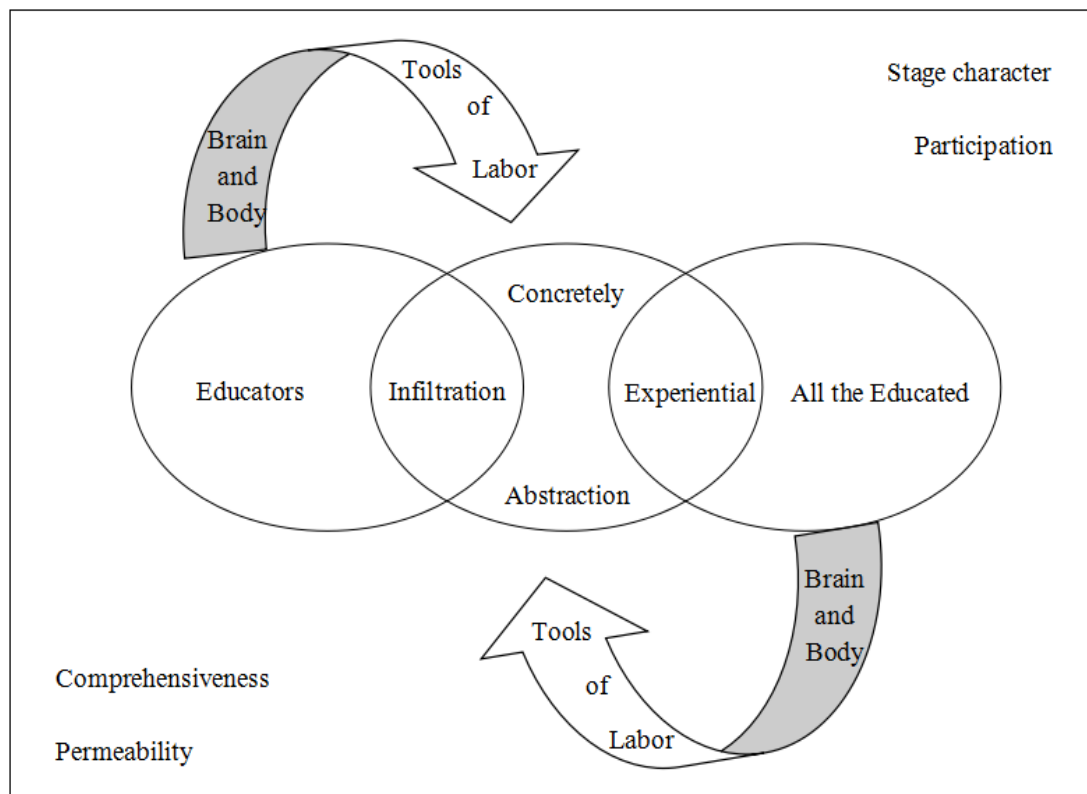 Stage character
Participation
Tools
of
Labor
Brain
and
Body
Concretely
Educators
Infiltration
Experiential
All the Educated
Abstraction
Brain
and
Body
Tools
of
Labor
Comprehensiveness
Permeability